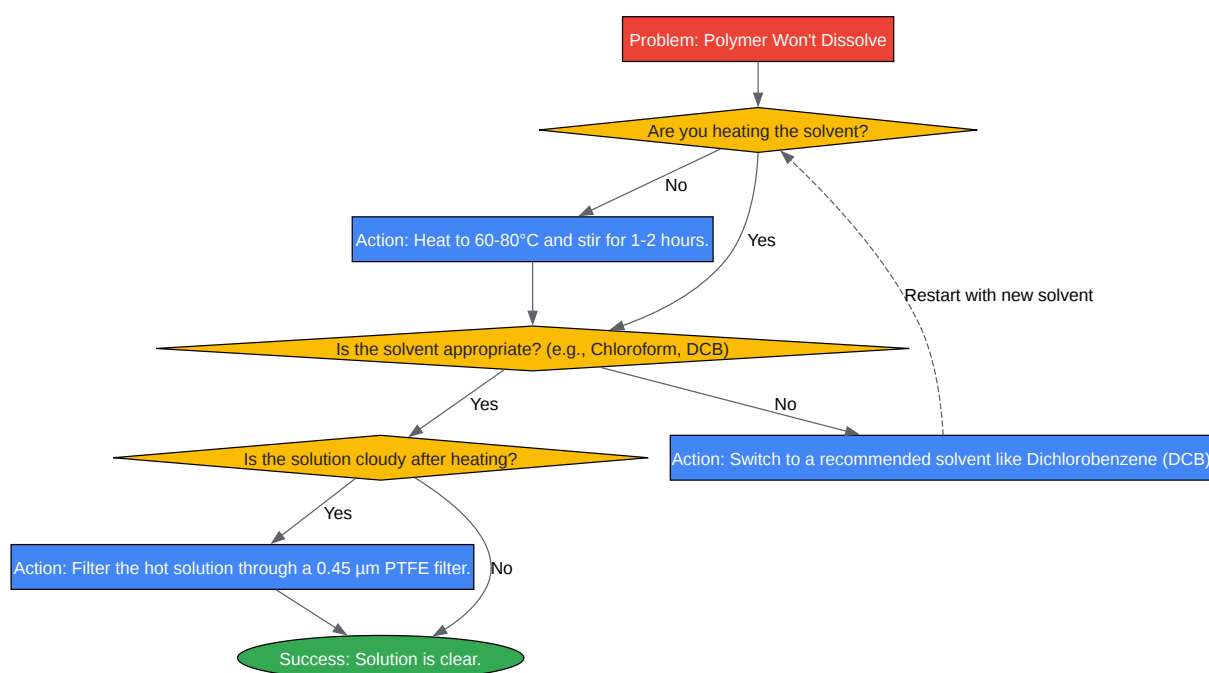 Problem: Polymer Won't Dissolve
Are you heating the solvent?
No
Action: Heat to 60-80°C and stir for 1-2 hours.
Yes
Restart with new solvent
Is the solvent appropriate? (e.g., Chloroform, DCB)
Yes
No
Is the solution cloudy after heating?
Action: Switch to a recommended solvent like Dichlorobenzene (DCB)
Yes
Action: Filter the hot solution through a 0.45 µm PTFE filter.
No
Success: Solution is clear.